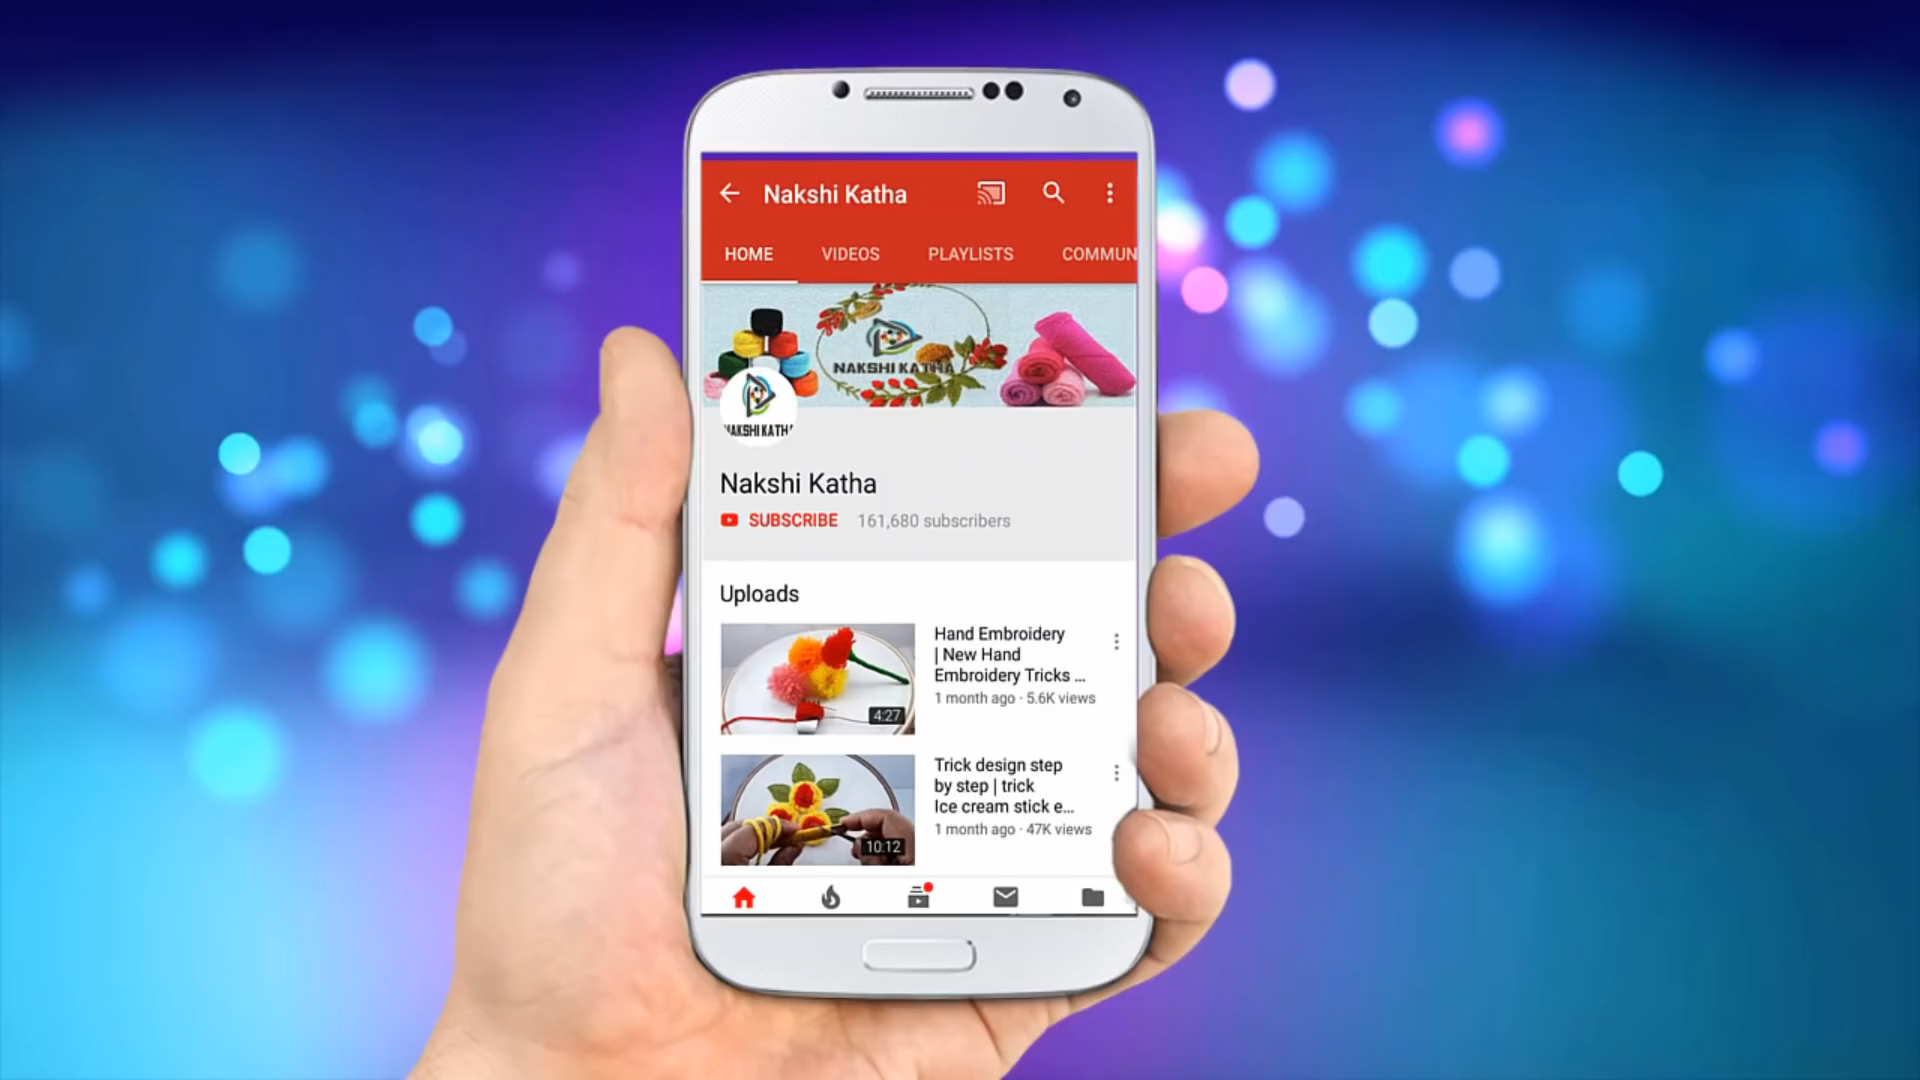 Nakshi Katha
HOME VIDEOS PLAYLISTS COMMUN
NAKSHI KATHA
NAKSHI KATHA
Nakshi Katha
SUBSCRIBE 161,680 subscribers
Uploads
Hand Embroidery
| New Hand
Embroidery Tricks ...
1 month ago · 5.6K views
4:27
Trick design step
by step | trick
Ice cream stick e...
1 month ago · 47K views
10:12